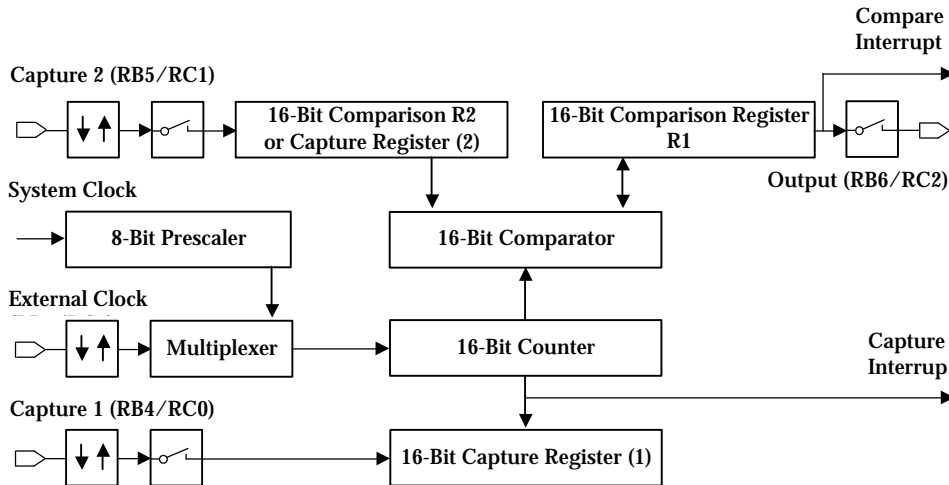 Compare
Interrupt
Capture 2 (RB5/RC1)
16-Bit Comparison R2
or Capture Register (2)
16-Bit Comparison Register
R1
Output (RB6/RC2)
System Clock
8-Bit Prescaler
16-Bit Comparator
External Clock
Multiplexer
16-Bit Counter
Capture
Interrup
Capture 1 (RB4/RC0)
16-Bit Capture Register (1)